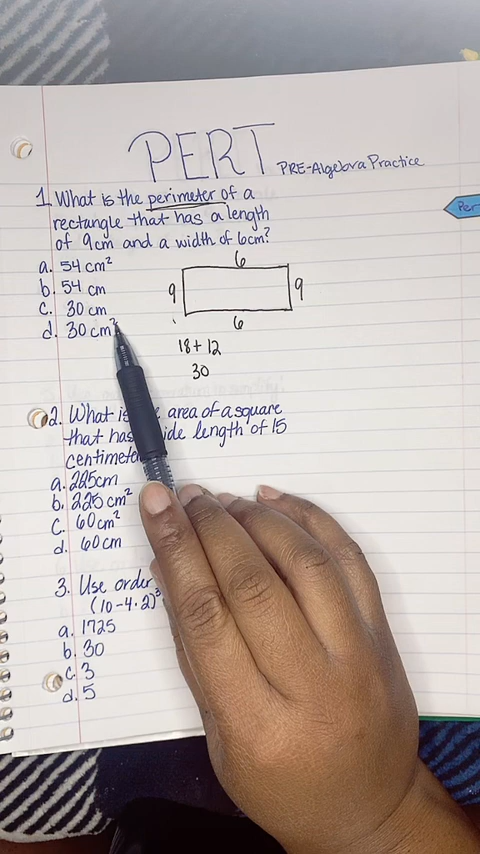 PERT PRE-Algebra Practice
1. What is the perimeter of a
rectangle that has a length
of 9cm and a width of 6cm?
a. 54 cm²
b. 54 cm
c. 30 cm
d. 30 cm²
6
9
9
6
18 + 12
30
Per
2. What is area of a square
that has side length of 15
a. 225cm
b. 225 cm²
c. 60 cm²
d. 60 cm
3. Use order
(10-4·2)³
a. 1725
b. 30
c. 3
d. 5